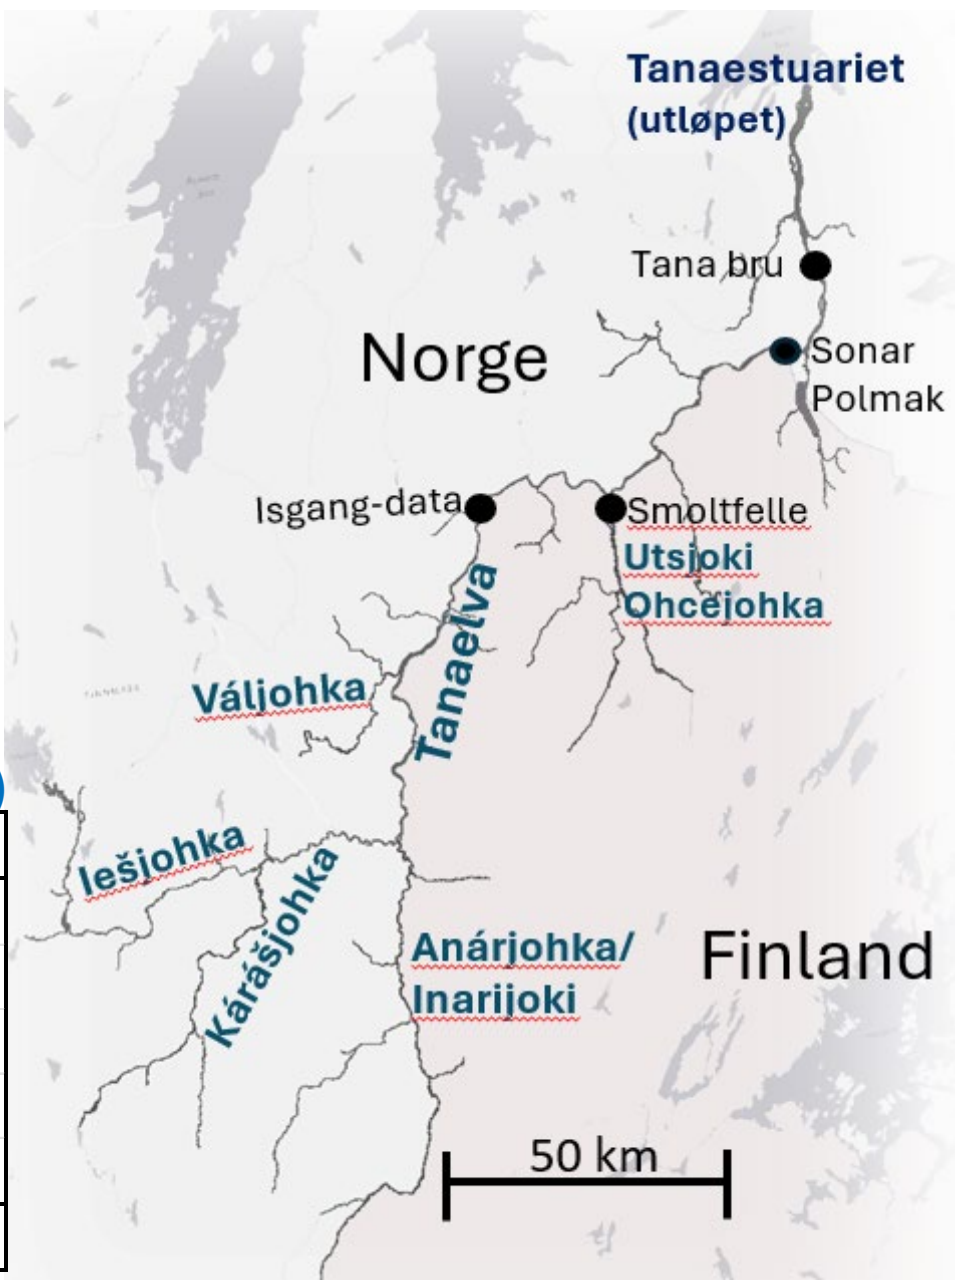 Tanaestuariet
(utløpet)
Tana bru
Sonar
Polmak
Norge
Isgang-data
Smoltfelle
Utsjoki
Ohcejohka
Tanaelva
Váljohka
Iešjohka
Kárášjohka
Anárjohka/
Inarijoki
Finland
50 km